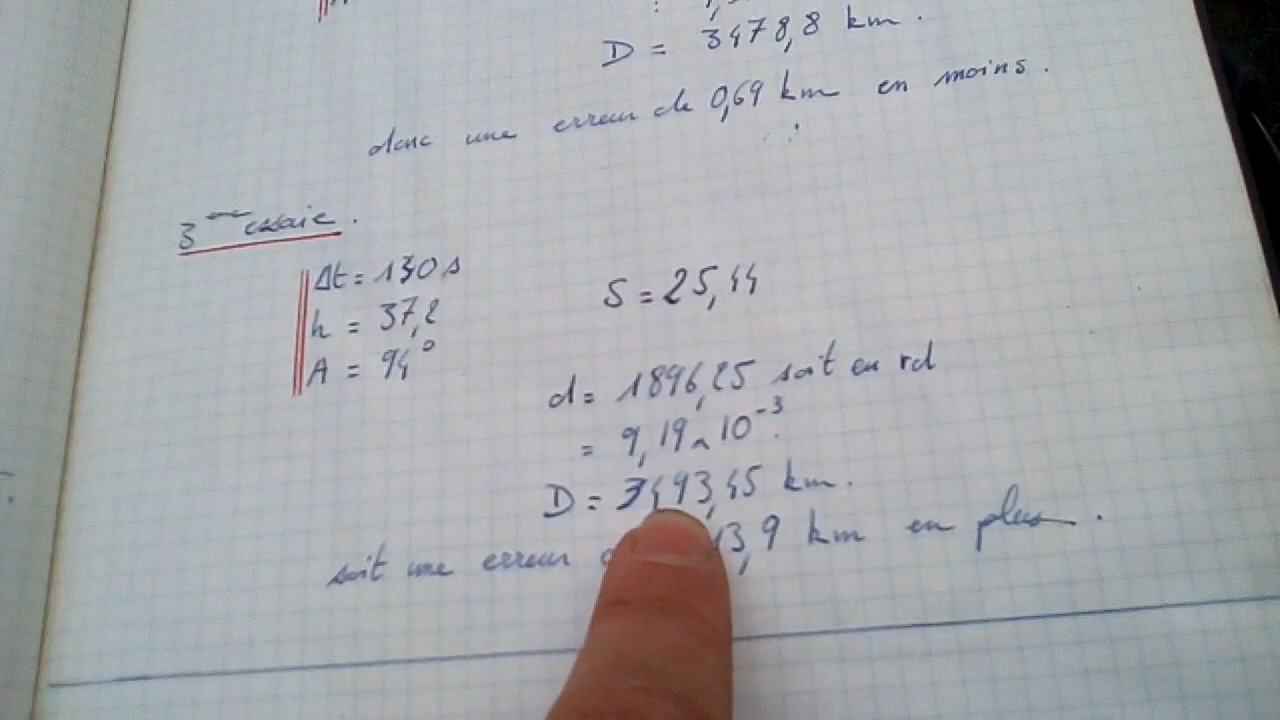 D = 3478,8 km.
donc une erreur de 0,69 km en moins.
3 ème essaie.
Δt = 130 s
h = 37,2
A = 94°
S = 25,44
d = 1896,25 soit en rd
= 9,19 × 10⁻³
D = 3493,45 km.
soit une erreur 13,9 km en plus.